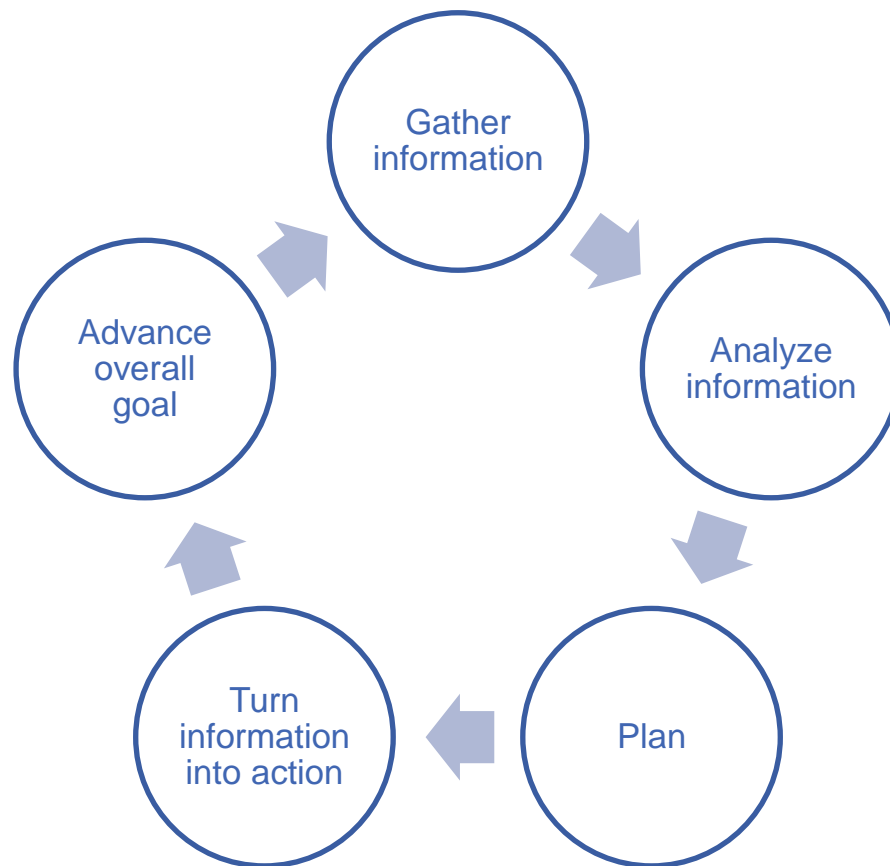 Gather
information
Analyze
information
Plan
Turn
information
into action
Advance
overall
goal